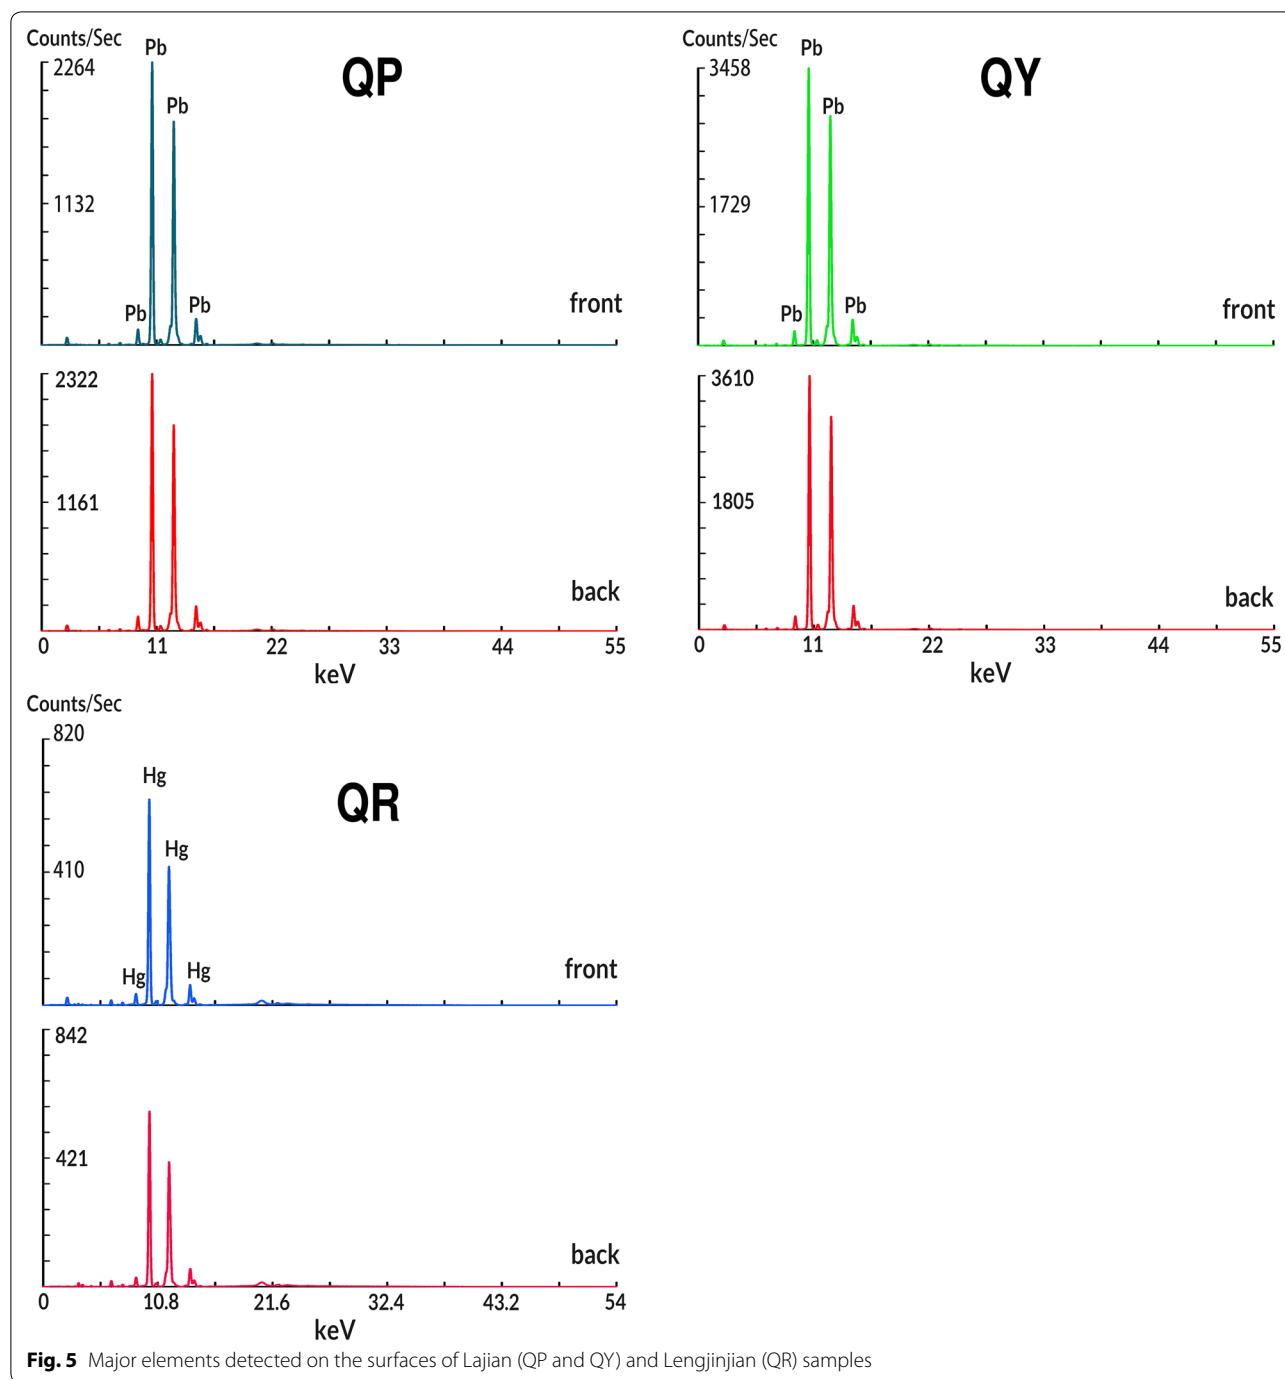 Counts/Sec
Pb
2264
QP
Pb
1132
Pb
Pb
front
2322
1161
back
0 11 22 33 44 55
keV
Counts/Sec
Pb
3458
QY
Pb
1729
Pb
Pb
front
3610
1805
back
0 11 22 33 44 55
keV
Counts/Sec
820
Hg
QR
Hg
410
Hg
Hg
front
842
421
back
0 10.8 21.6 32.4 43.2 54
keV
Fig. 5 Major elements detected on the surfaces of Lajian (QP and QY) and Lengjinjian (QR) samples